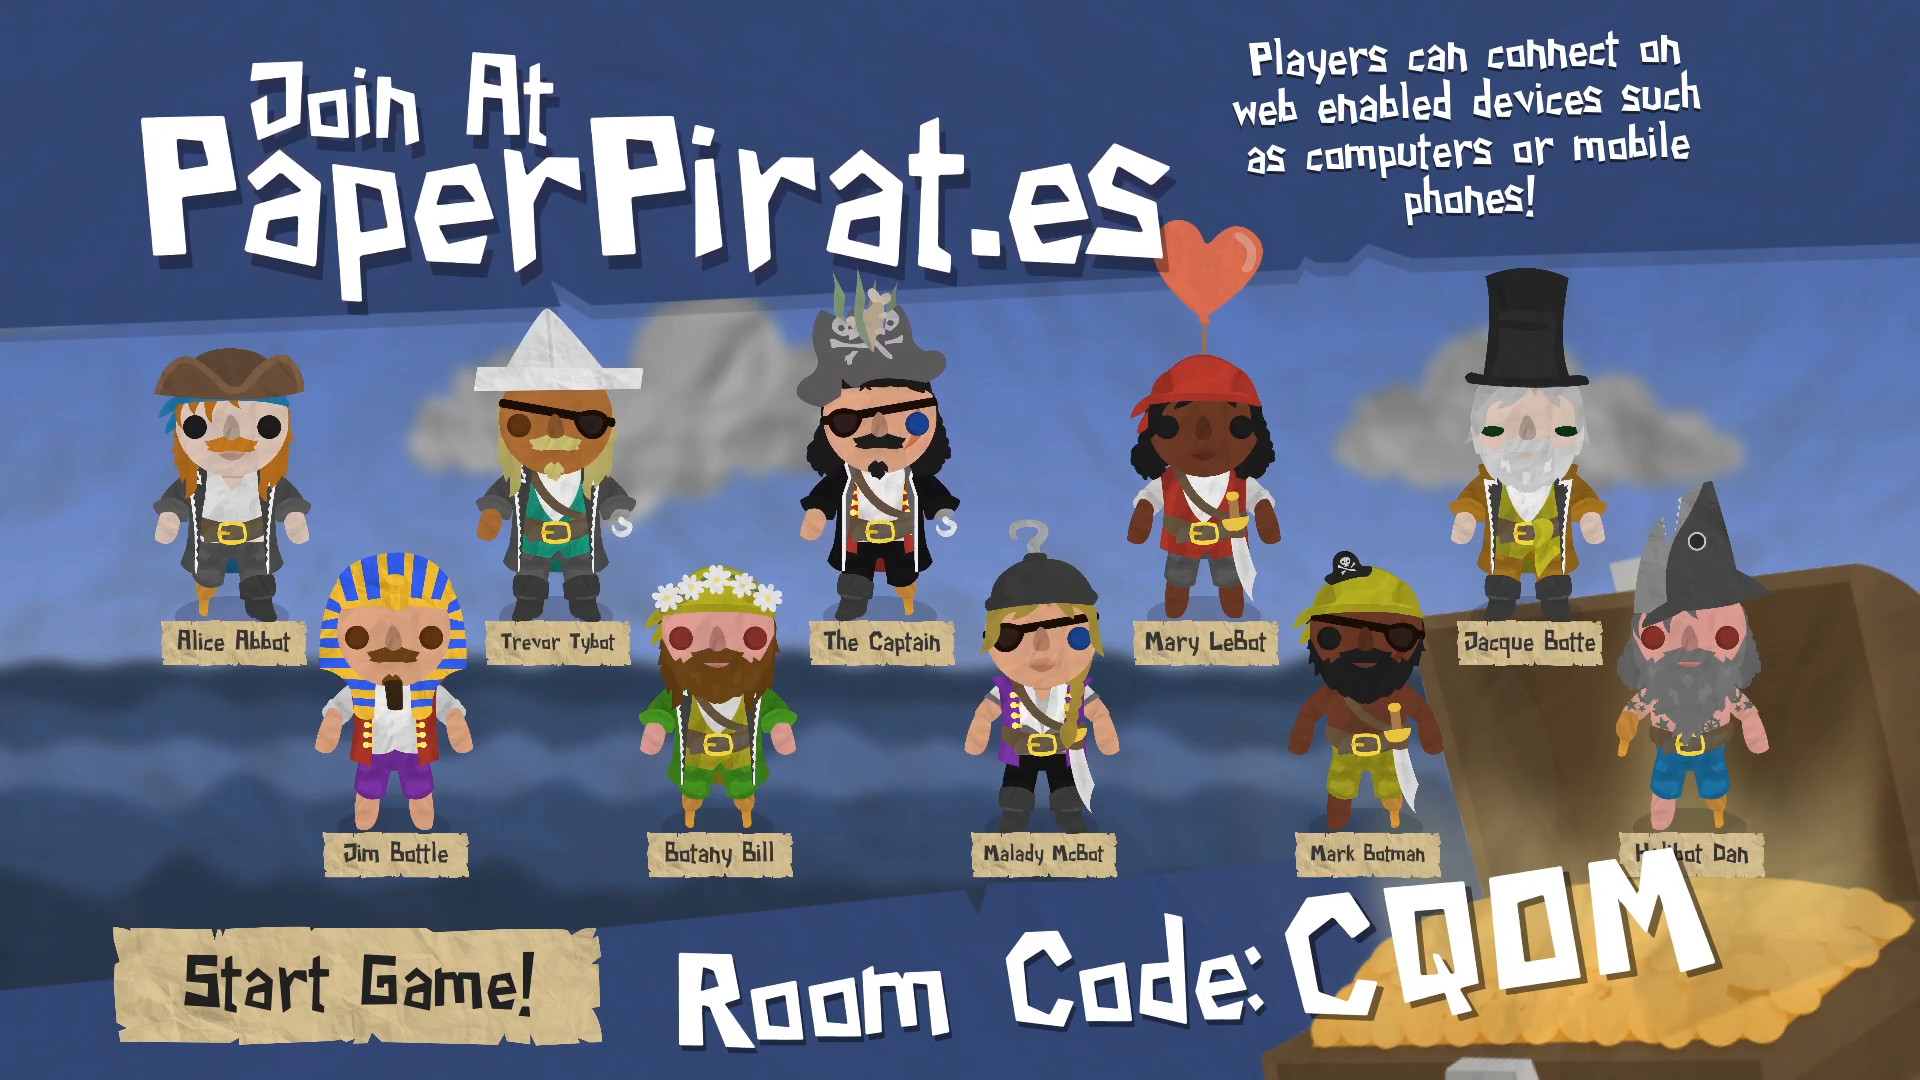 Join At
PaperPirat.es
Players can connect on
web enabled devices such
as computers or mobile
phones!
Alice Abbot
Trevor Tybot
The Captain
Mary LeBot
Jacque Botte
Jim Bottle
Botany Bill
Malady McBot
Mark Botman
Dan
Start Game!
Room Code: CQOM